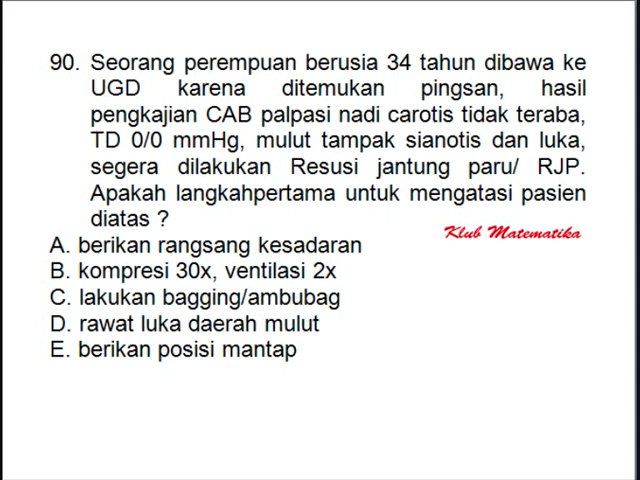 90. Seorang perempuan berusia 34 tahun dibawa ke
UGD karena ditemukan pingsan, hasil
pengkajian CAB palpasi nadi carotis tidak teraba,
TD 0/0 mmHg, mulut tampak sianotis dan luka,
segera dilakukan Resusi jantung paru/ RJP.
Apakah langkahpertama untuk mengatasi pasien
diatas ?
Klub Matematika
A. berikan rangsang kesadaran
B. kompresi 30x, ventilasi 2x
C. lakukan bagging/ambubag
D. rawat luka daerah mulut
E. berikan posisi mantap